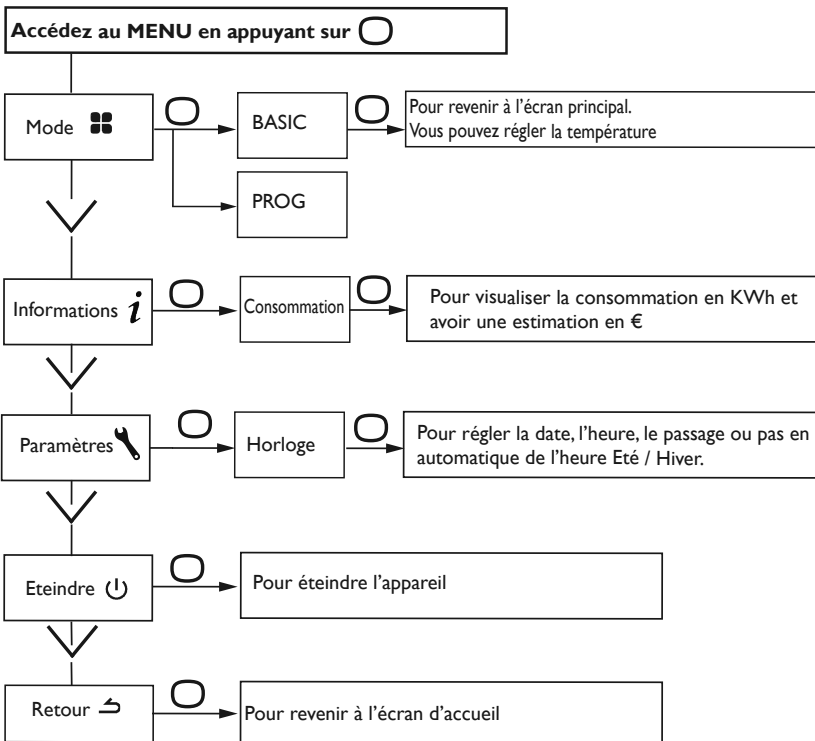 Accédez au MENU en appuyant sur
Mode
BASIC
Pour revenir à l'écran principal.
Vous pouvez régler la température
PROG
Informations i
Consommation
Pour visualiser la consommation en KWh et
avoir une estimation en €
Paramètres
Horloge
Pour régler la date, l'heure, le passage ou pas en
automatique de l'heure Eté / Hiver.
Eteindre
Pour éteindre l'appareil
Retour
Pour revenir à l'écran d'accueil